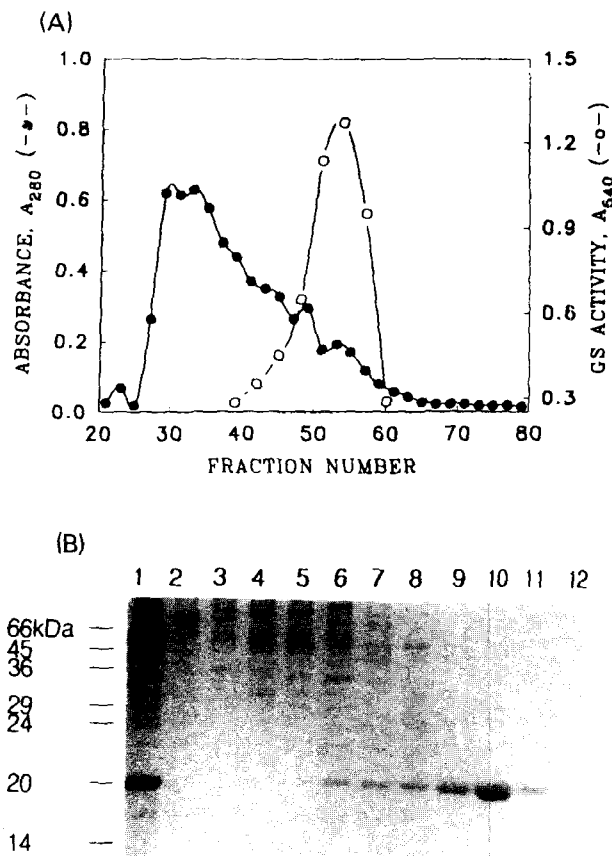 (A)
1.0
0.8
0.6
0.4
0.2
0.0
ABSORBANCE, A280 (-●-)
1.5
1.2
0.9
0.6
0.3
GS ACTIVITY, A540 (-o-)
20 30 40 50 60 70 80
FRACTION NUMBER
(B)
1 2 3 4 5 6 7 8 9 10 11 12
66kDa
45
36
29
24
20
14